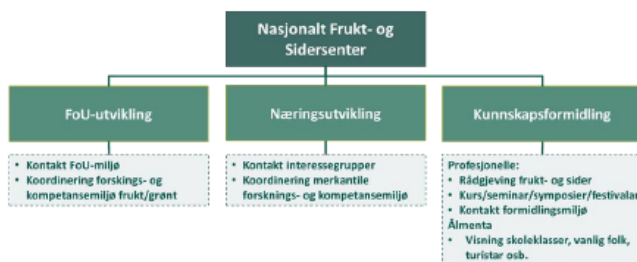 Nasjonalt Frukt- og
Sidersenter
FoU-utvikling
Næringsutvikling
Kunnskapsformidling
• Kontakt FoU-miljø
• Koordinering forskings- og
kompetansemiljø frukt/grønt
• Kontakt interessegrupper
• Koordinering merkantile
forsknings- og kompetansemiljø
Profesjonelle:
• Rådgjeving frukt- og sider
• Kurs/seminar/symposier/festivalar
• Kontakt formidlingsmiljø
Ålmenta
• Visning skoleklasser, vanlig folk,
turistar osb.